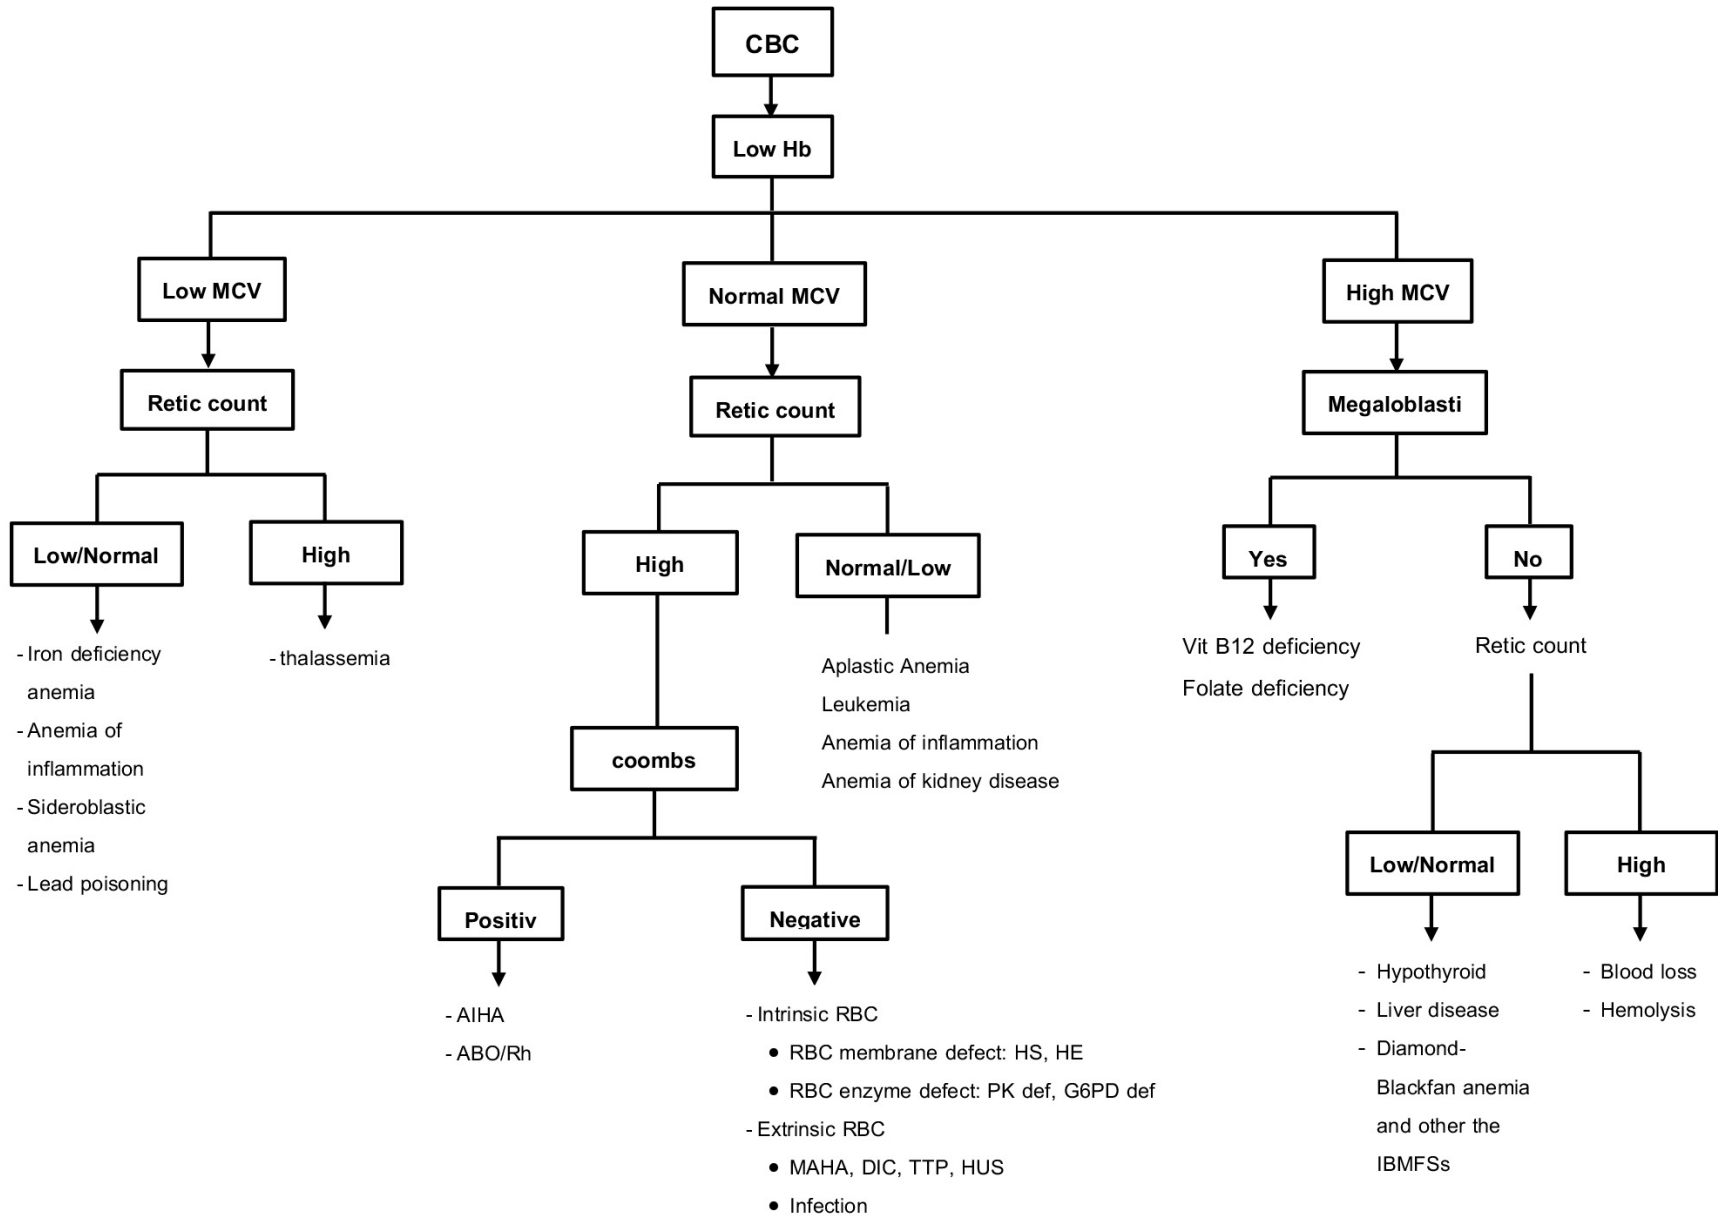 CBC
Low Hb
Low MCV
Normal MCV
High MCV
Retic count
Retic count
Megaloblasti
Low/Normal
High
High
Normal/Low
Yes
No
- Iron deficiency
anemia
- Anemia of
inflammation
- Sideroblastic
anemia
- Lead poisoning
- thalassemia
Aplastic Anemia
Leukemia
Anemia of inflammation
Anemia of kidney disease
Vit B12 deficiency
Folate deficiency
Retic count
coombs
Low/Normal
High
Positiv
Negative
- AIHA
- ABO/Rh
- Intrinsic RBC
• RBC membrane defect: HS, HE
• RBC enzyme defect: PK def, G6PD def
- Extrinsic RBC
• MAHA, DIC, TTP, HUS
• Infection
- Hypothyroid
- Liver disease
- Diamond-
Blackfan anemia
and other the
IBMFSs
- Blood loss
- Hemolysis